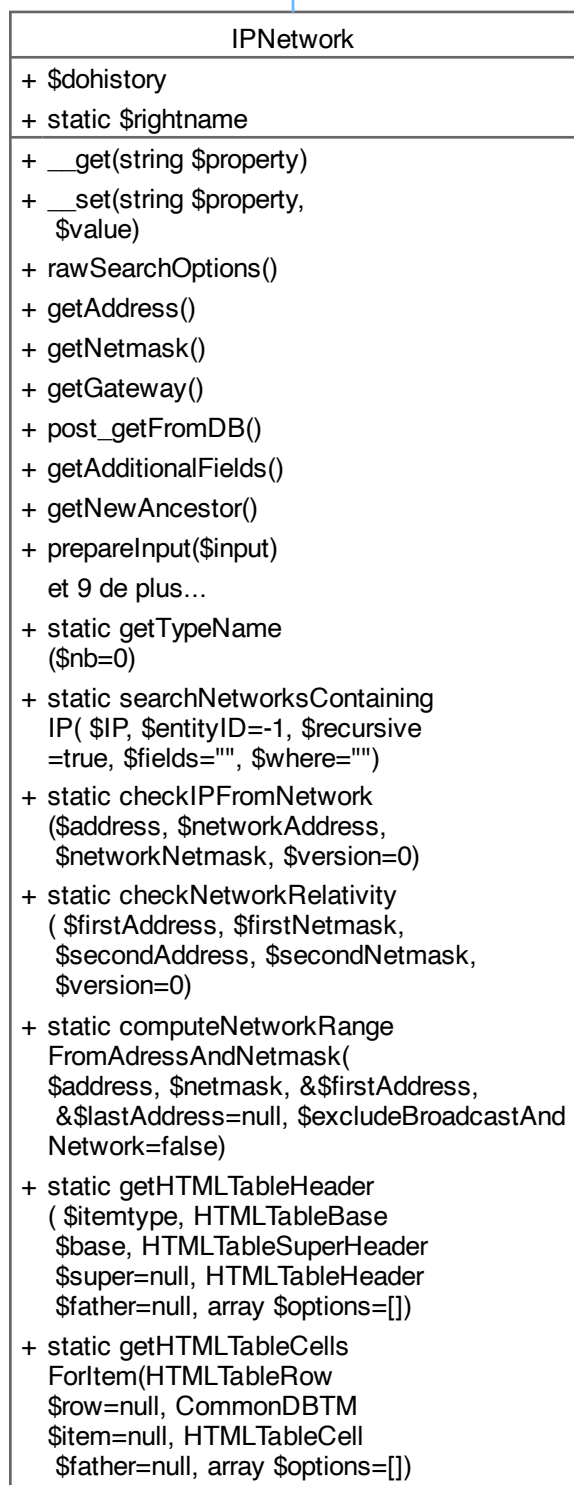 IPNetwork
+ $dohistory
+ static $rightname
+ __get(string $property)
+ __set(string $property,
$value)
+ rawSearchOptions()
+ getAddress()
+ getNetmask()
+ getGateway()
+ post_getFromDB()
+ getAdditionalFields()
+ getNewAncestor()
+ prepareInput($input)
et 9 de plus...
+ static getTypeName
($nb=0)
+ static searchNetworksContaining
IP( $IP, $entityID=-1, $recursive
=true, $fields="", $where="")
+ static checkIPFromNetwork
($address, $networkAddress,
$networkNetmask, $version=0)
+ static checkNetworkRelativity
( $firstAddress, $firstNetmask,
$secondAddress, $secondNetmask,
$version=0)
+ static computeNetworkRange
FromAdressAndNetmask(
$address, $netmask, &$firstAddress,
&$lastAddress=null, $excludeBroadcastAnd
Network=false)
+ static getHTMLTableHeader
( $itemtype, HTMLTableBase
$base, HTMLTableSuperHeader
$super=null, HTMLTableHeader
$father=null, array $options=[])
+ static getHTMLTableCells
ForItem(HTMLTableRow
$row=null, CommonDBTM
$item=null, HTMLTableCell
$father=null, array $options=[])